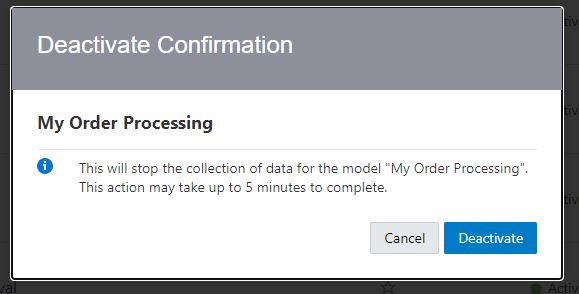 Deactivate Confirmation
My Order Processing
This will stop the collection of data for the model "My Order Processing".
This action may take up to 5 minutes to complete.
Cancel
Deactivate